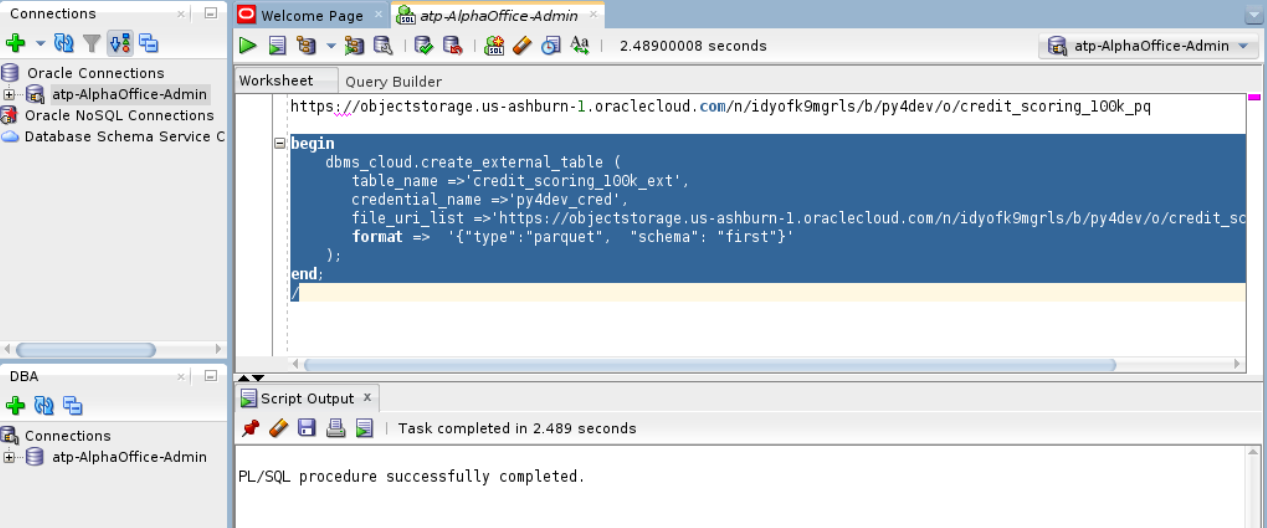 Connections
Oracle Connections
atp-AlphaOffice-Admin
Oracle NoSQL Connections
Database Schema Service C
DBA
Connections
atp-AlphaOffice-Admin
Welcome Page
atp-AlphaOffice-Admin
2.48900008 seconds
atp-AlphaOffice-Admin
Worksheet
Query Builder
https://objectstorage.us-ashburn-1.oraclecloud.com/n/idyofk9mgrls/b/py4dev/o/credit_scoring_100k_pq
begin
dbms_cloud.create_external_table (
table_name =>'credit_scoring_100k_ext',
credential_name =>'py4dev_cred',
file_uri_list =>'https://objectstorage.us-ashburn-1.oraclecloud.com/n/idyofk9mgrls/b/py4dev/o/credit_sc
format =>  '{"type":"parquet",  "schema": "first"}'
);
end;
/
Script Output
Task completed in 2.489 seconds
PL/SQL procedure successfully completed.